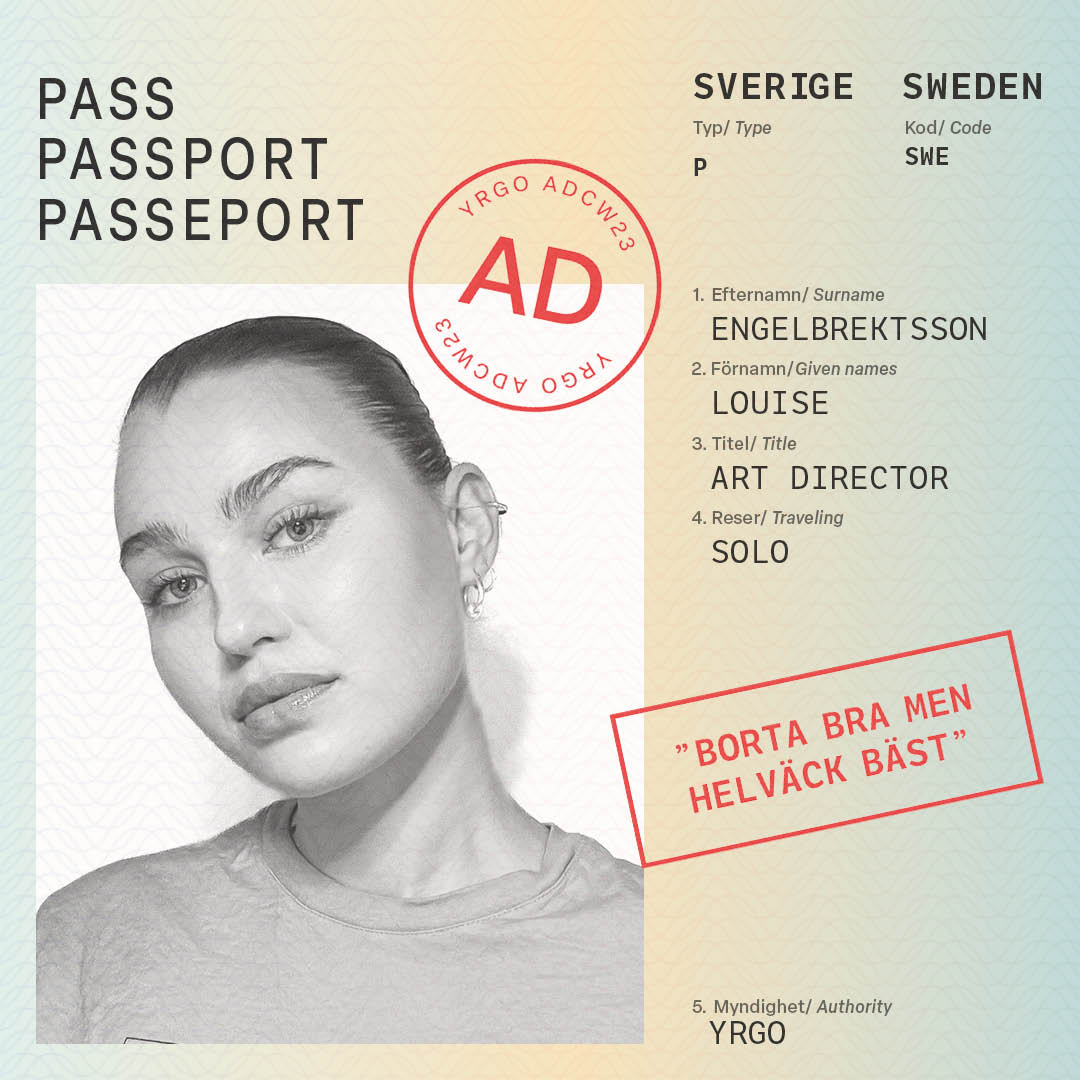 PASS
PASSPORT
PASSEPORT
SVERIGE SWEDEN
Typ/ Type Kod/ Code
P SWE
YRGO ADCW23
AD
YRGO ADCW23
1. Efternamn/ Surname
ENGELBREKTSSON
2. Förnamn/Given names
LOUISE
3. Titel/ Title
ART DIRECTOR
4. Reser/ Traveling
SOLO
”BORTA BRA MEN
HELVÄCK BÄST”
5. Myndighet/ Authority
YRGO